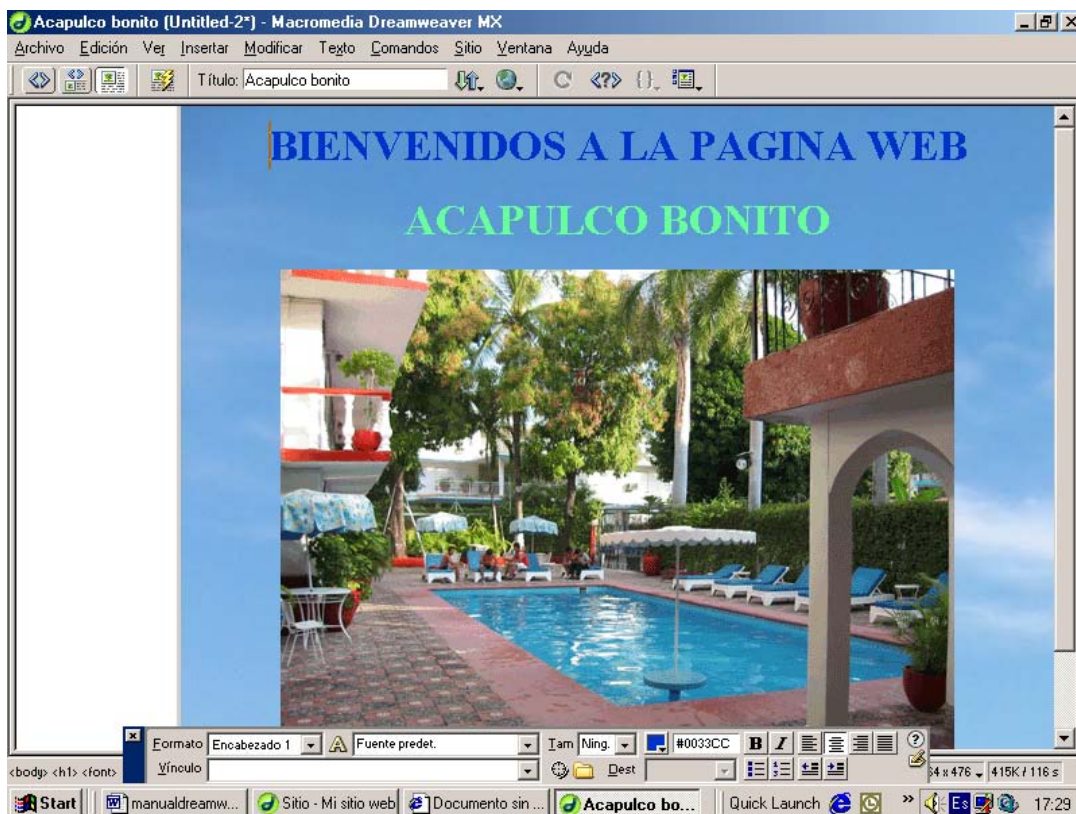 Acapulco bonito (Untitled-2*) - Macromedia Dreamweaver MX
Archivo Edición Ver Insertar Modificar Texto Comandos Sitio Ventana Ayuda
Título: Acapulco bonito
BIENVENIDOS A LA PAGINA WEB
ACAPULCO BONITO
Formato Encabezado 1 Fuente predet. Tam Ning. #0033CC B I
Vínculo Dest
<body> <h1> <font> 64 x 476 415K / 116 s
Start manualdreamw... Sitio - Mi sitio web Documento sin ... Acapulco bo... Quick Launch » Es 17:29